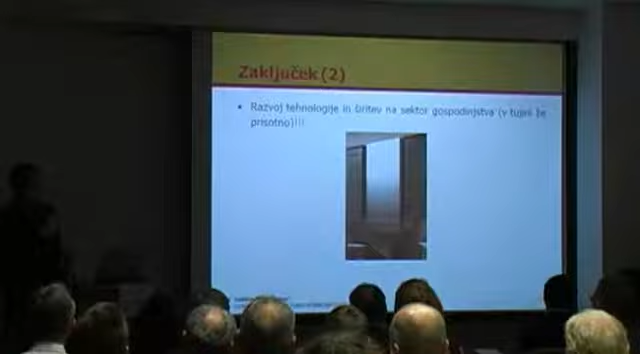 Zaključek (2)
• Razvoj tehnologije in širitev na sektor gospodinjstva (v tujini že
prisotno)!!!